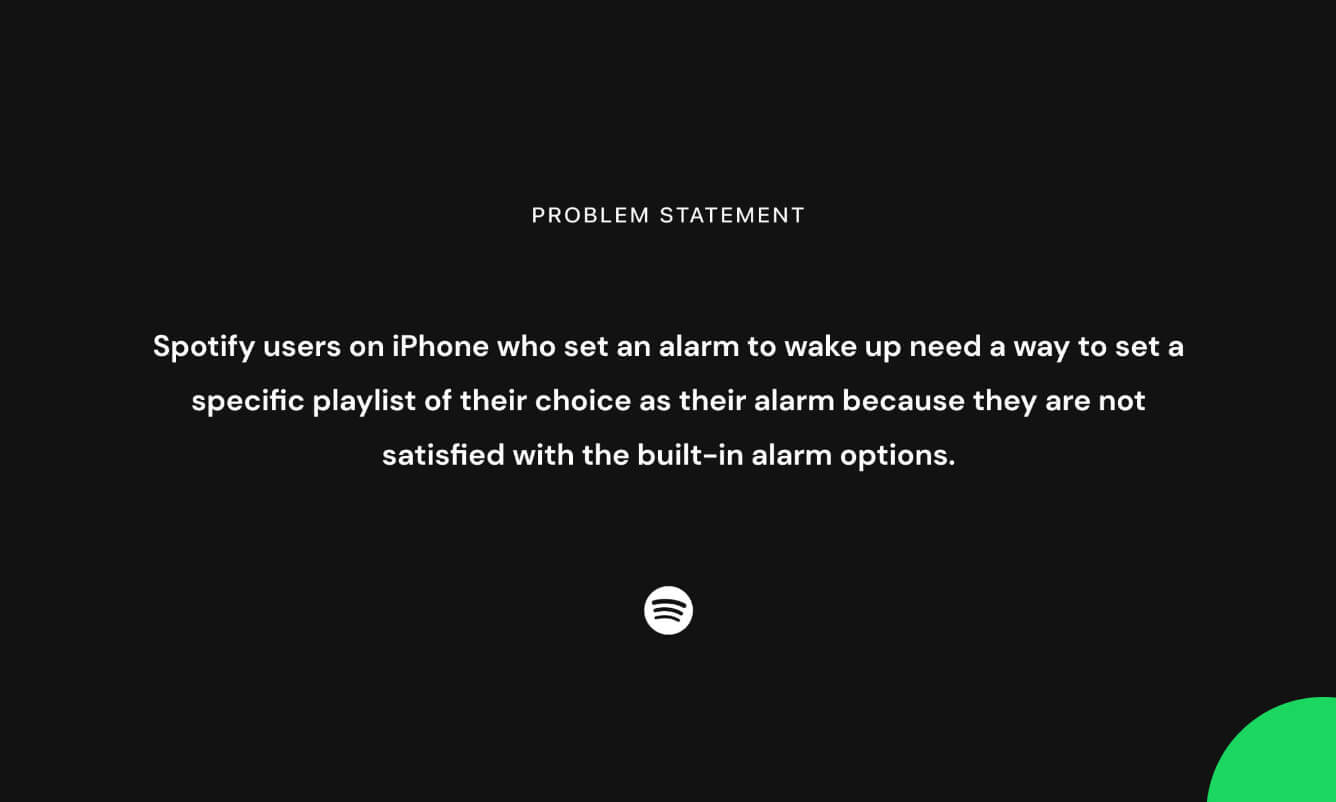 PROBLEM STATEMENT
Spotify users on iPhone who set an alarm to wake up need a way to set a
specific playlist of their choice as their alarm because they are not
satisfied with the built-in alarm options.